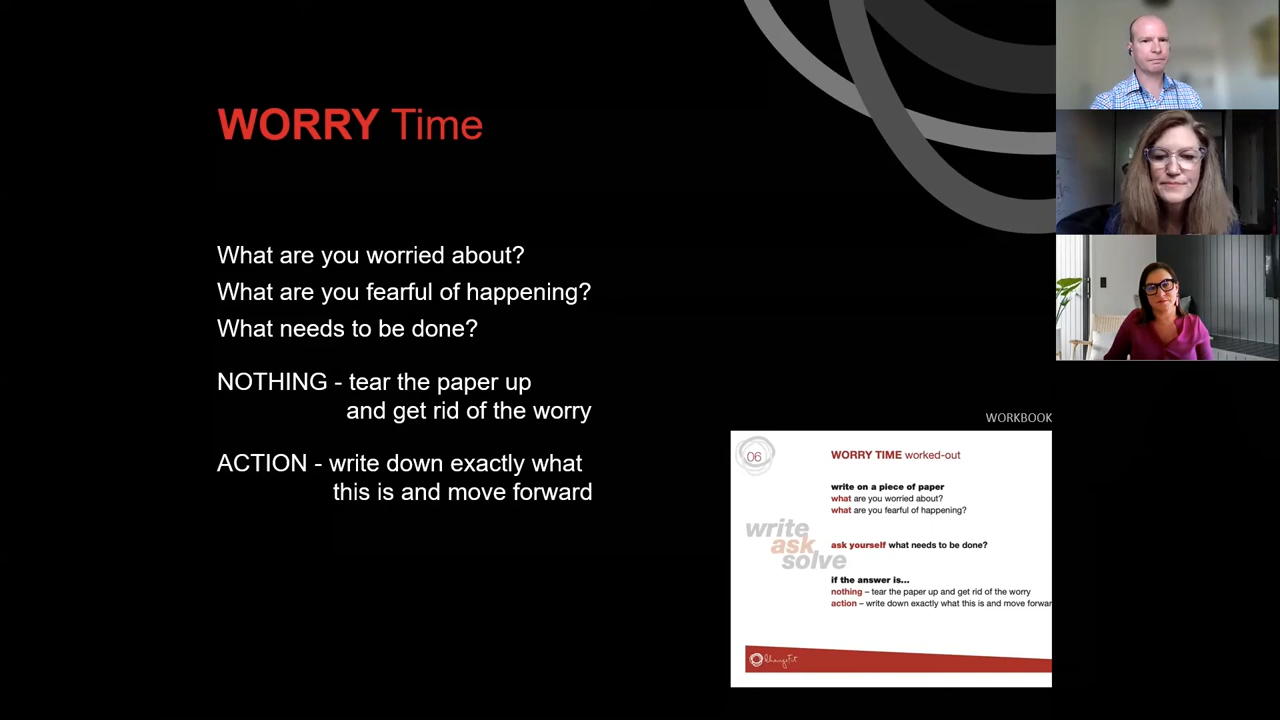 WORRY Time
What are you worried about?
What are you fearful of happening?
What needs to be done?
NOTHING - tear the paper up
and get rid of the worry
ACTION - write down exactly what
this is and move forward
WORKBOOK
06
WORRY TIME worked-out
write on a piece of paper
what are you worried about?
what are you fearful of happening?
write
ask
solve
ask yourself what needs to be done?
if the answer is...
nothing – tear the paper up and get rid of the worry
action – write down exactly what this is and move forwar
ChangeFit